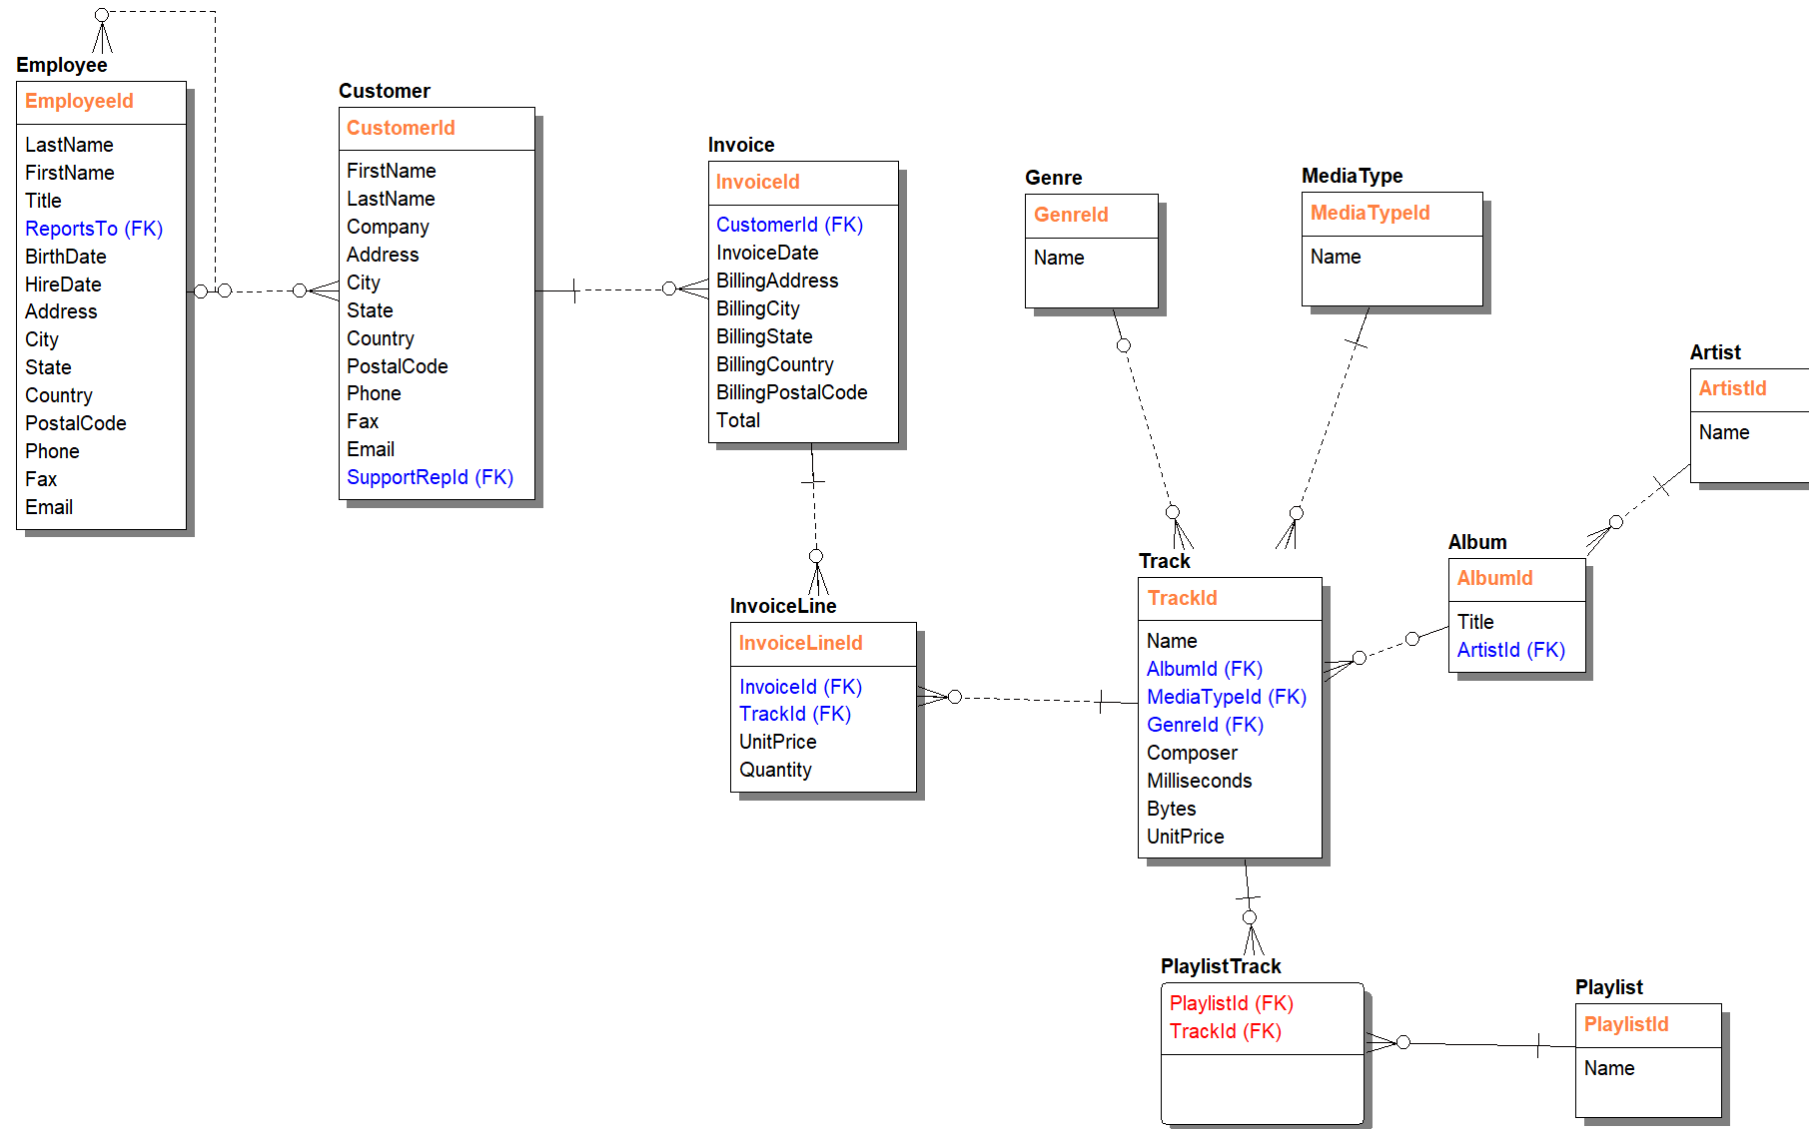 Employee
EmployeeId
LastName
FirstName
Title
ReportsTo (FK)
BirthDate
HireDate
Address
City
State
Country
PostalCode
Phone
Fax
Email
Customer
CustomerId
FirstName
LastName
Company
Address
City
State
Country
PostalCode
Phone
Fax
Email
SupportRepId (FK)
Invoice
InvoiceId
CustomerId (FK)
InvoiceDate
BillingAddress
BillingCity
BillingState
BillingCountry
BillingPostalCode
Total
Genre
GenreId
Name
MediaType
MediaTypeId
Name
Artist
ArtistId
Name
Album
AlbumId
Title
ArtistId (FK)
Track
TrackId
Name
AlbumId (FK)
MediaTypeId (FK)
GenreId (FK)
Composer
Milliseconds
Bytes
UnitPrice
InvoiceLine
InvoiceLineId
InvoiceId (FK)
TrackId (FK)
UnitPrice
Quantity
PlaylistTrack
PlaylistId (FK)
TrackId (FK)
Playlist
PlaylistId
Name